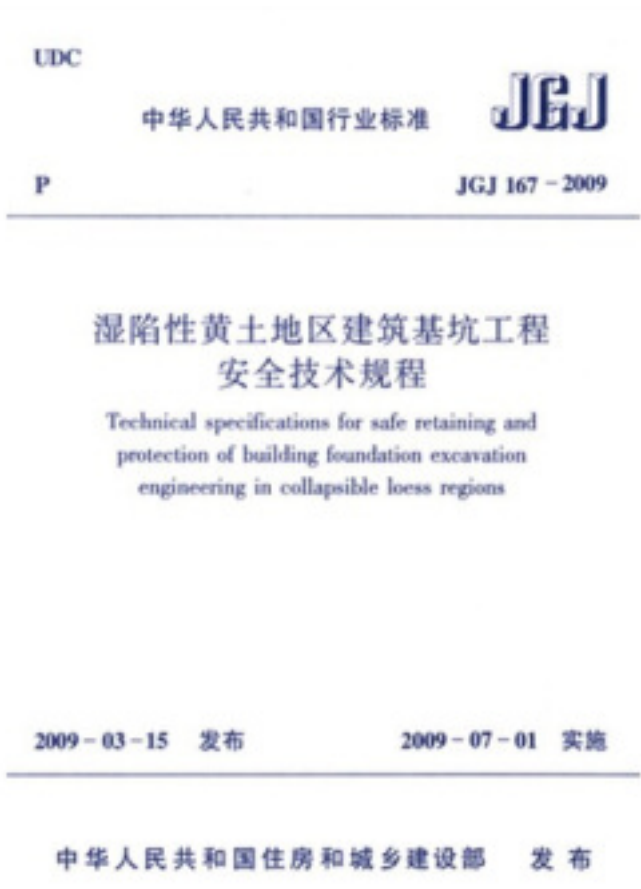 UDC
中华人民共和国行业标准
JGJ
P
JGJ 167－2009
湿陷性黄土地区建筑基坑工程
安全技术规程
Technical specifications for safe retaining and
protection of building foundation excavation
engineering in collapsible loess regions
2009－03－15 发布
2009－07－01 实施
中华人民共和国住房和城乡建设部 发布